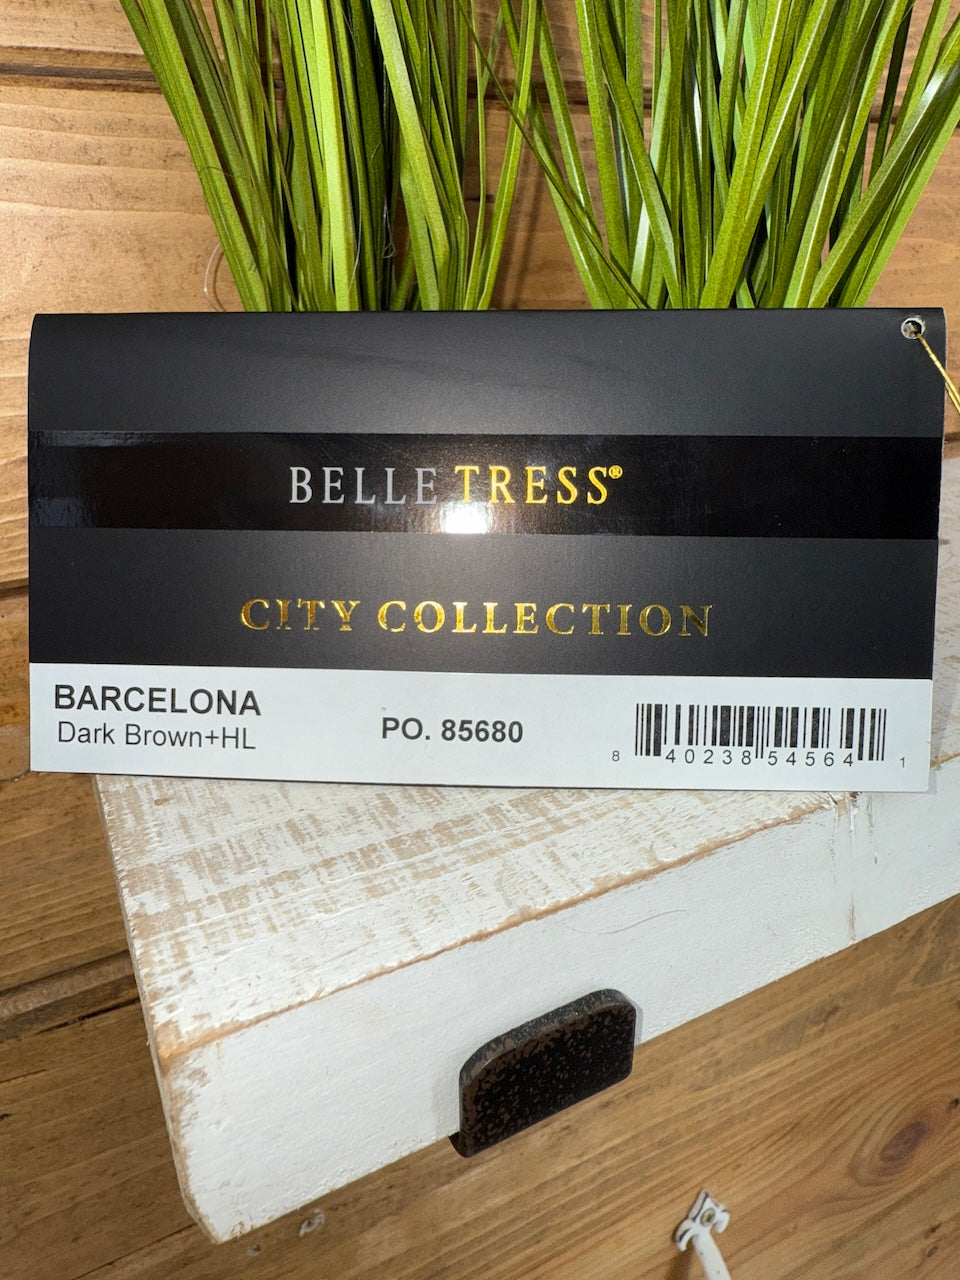 BELLE TRESS®
CITY COLLECTION
BARCELONA
Dark Brown+HL
PO. 85680
8 40238 54564 1